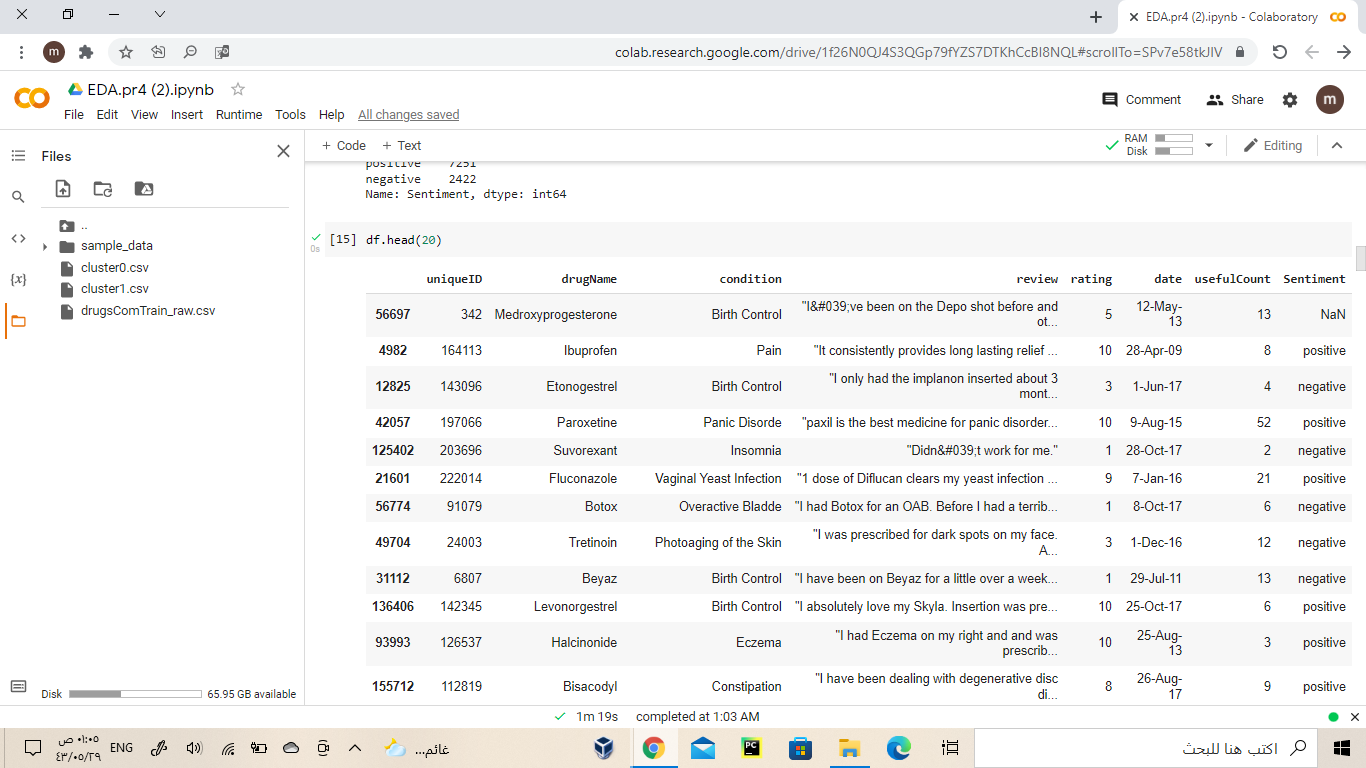 EDA.pr4 (2).ipynb - Colaboratory
m
colab.research.google.com/drive/1f26N0QJ4S3QGp79fYZS7DTKhCcBI8NQL#scrollTo=SPv7e58tkJIV
EDA.pr4 (2).ipynb
File Edit View Insert Runtime Tools Help All changes saved
Comment Share m
Files
+ Code + Text
RAM
Disk
Editing
..
sample_data
cluster0.csv
cluster1.csv
drugsComTrain_raw.csv
{x}
Disk 65.95 GB available
positive 7251
negative 2422
Name: Sentiment, dtype: int64
[15] df.head(20)
0s
uniqueID drugName condition review rating date usefulCount Sentiment
56697 342 Medroxyprogesterone Birth Control "I&#039;ve been on the Depo shot before and ot... 5 12-May-13 13 NaN
4982 164113 Ibuprofen Pain "It consistently provides long lasting relief ... 10 28-Apr-09 8 positive
12825 143096 Etonogestrel Birth Control "I only had the implanon inserted about 3 mont... 3 1-Jun-17 4 negative
42057 197066 Paroxetine Panic Disorde "paxil is the best medicine for panic disorder... 10 9-Aug-15 52 positive
125402 203696 Suvorexant Insomnia "Didn&#039;t work for me." 1 28-Oct-17 2 negative
21601 222014 Fluconazole Vaginal Yeast Infection "1 dose of Diflucan clears my yeast infection ... 9 7-Jan-16 21 positive
56774 91079 Botox Overactive Bladde "I had Botox for an OAB. Before I had a terrib... 1 8-Oct-17 6 negative
49704 24003 Tretinoin Photoaging of the Skin "I was prescribed for dark spots on my face. A... 3 1-Dec-16 12 negative
31112 6807 Beyaz Birth Control "I have been on Beyaz for a little over a week... 1 29-Jul-11 13 negative
136406 142345 Levonorgestrel Birth Control "I absolutely love my Skyla. Insertion was pre... 10 25-Oct-17 6 positive
93993 126537 Halcinonide Eczema "I had Eczema on my right and and was prescrib... 10 25-Aug-13 3 positive
155712 112819 Bisacodyl Constipation "I have been dealing with degenerative disc di... 8 26-Aug-17 9 positive
1m 19s completed at 1:03 AM
٠١:٠٥ ص
٤٣/٠٥/٢٩
ENG
غائم...
PC
اكتب هنا للبحث